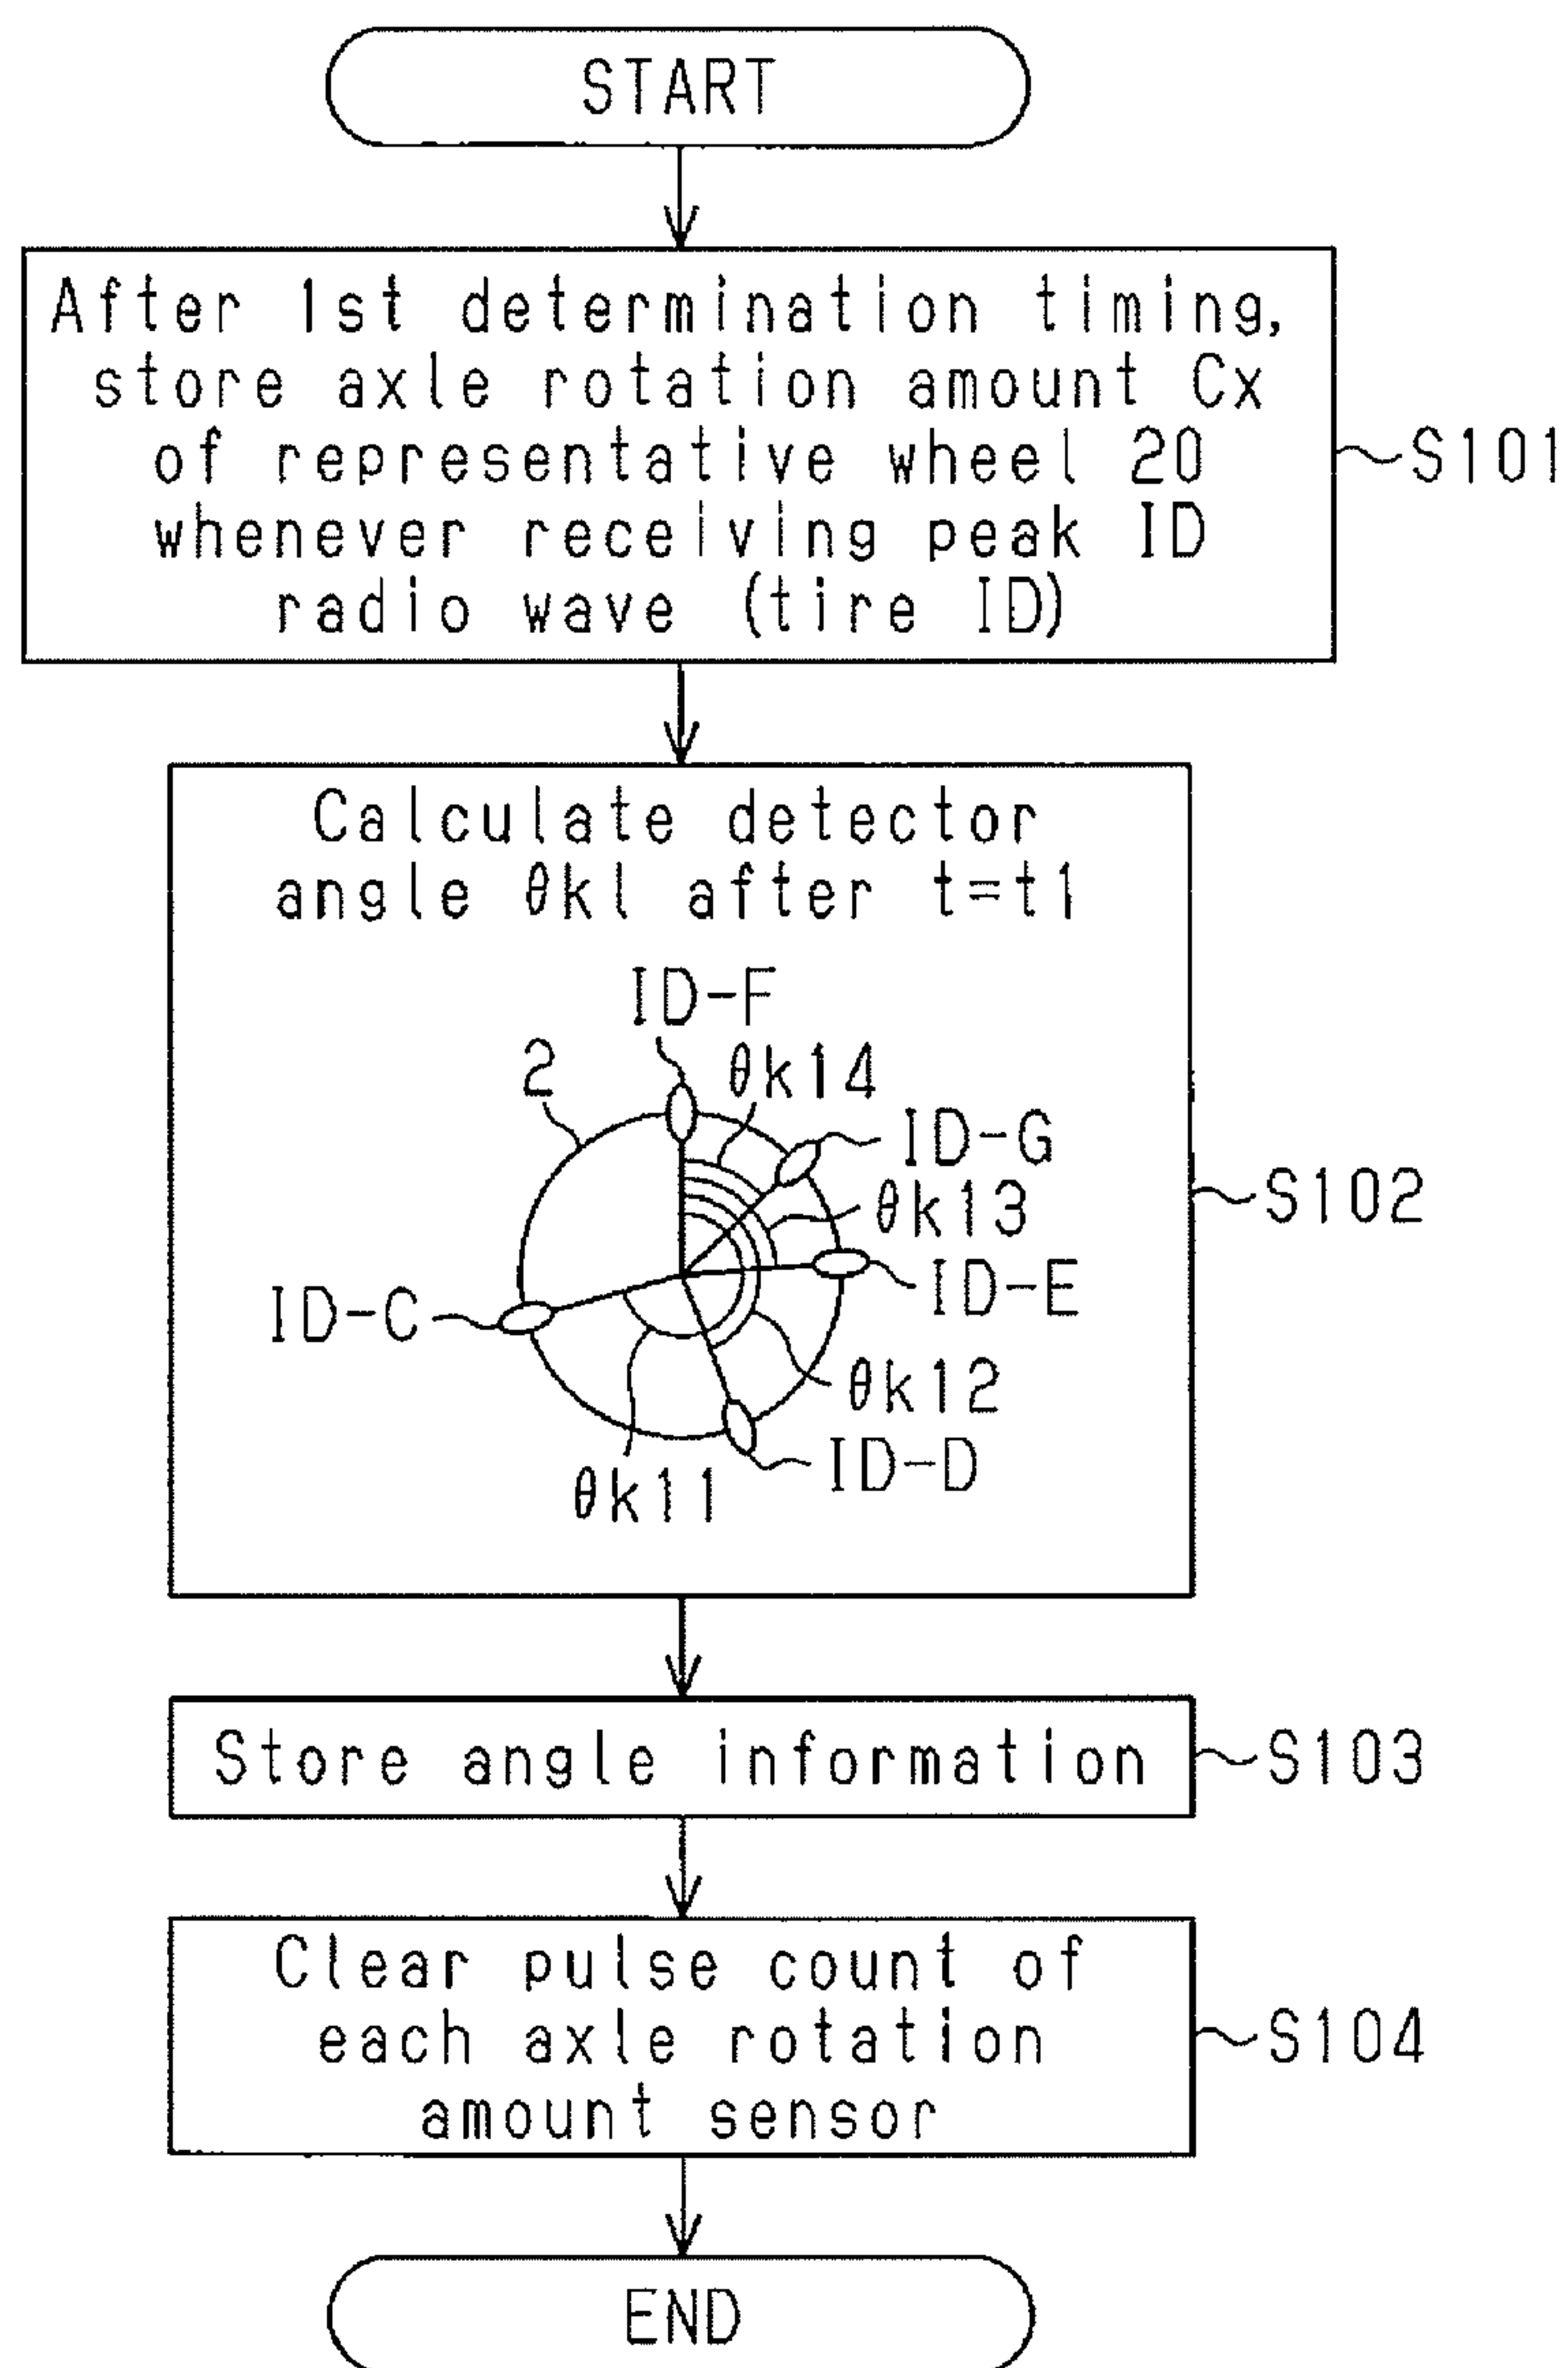 START
After 1st determination timing,
store axle rotation amount Cx
of representative wheel 20
whenever receiving peak ID
radio wave (tire ID)
S101
Calculate detector
angle θkl after t=t1
ID-F
2
θk14
ID-G
θk13
ID-E
ID-C
θk12
ID-D
θk11
S102
Store angle information
S103
Clear pulse count of
each axle rotation
amount sensor
S104
END